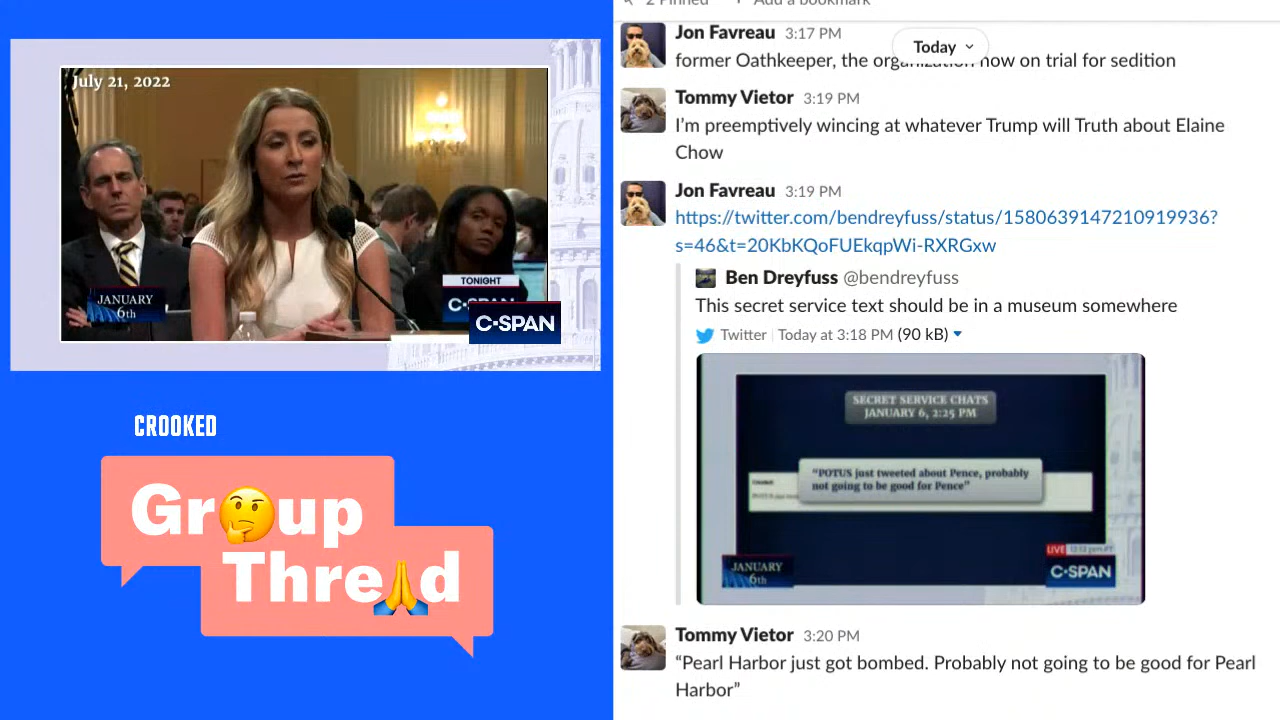 July 21, 2022
JANUARY
6th
TONIGHT
C-SPAN
C-SPAN
CROOKED
Gr🤔up
Thre🙏d
2 Pinned
Add a bookmark
Today
Jon Favreau 3:17 PM
former Oathkeeper, the organization now on trial for sedition
Tommy Vietor 3:19 PM
I’m preemptively wincing at whatever Trump will Truth about Elaine
Chow
Jon Favreau 3:19 PM
https://twitter.com/bendreyfuss/status/1580639147210919936?
s=46&t=20KbKQoFUEkqpWi-RXRGxw
Ben Dreyfuss @bendreyfuss
This secret service text should be in a museum somewhere
Twitter | Today at 3:18 PM (90 kB)
SECRET SERVICE CHATS
JANUARY 6, 2:25 PM
“POTUS just tweeted about Pence, probably
not going to be good for Pence”
JANUARY
6th
LIVE
C-SPAN
Tommy Vietor 3:20 PM
“Pearl Harbor just got bombed. Probably not going to be good for Pearl
Harbor”